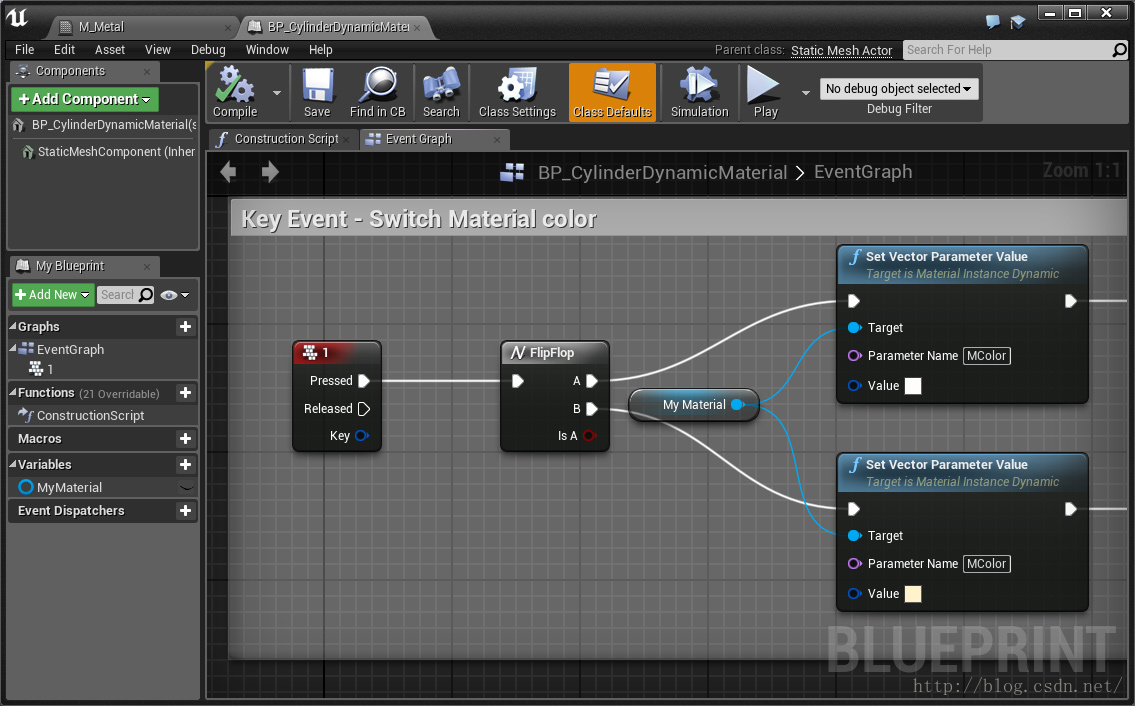 M_Metal
BP_CylinderDynamicMater
File Edit Asset View Debug Window Help
Parent class: Static Mesh Actor
Search For Help
Components
+Add Component
BP_CylinderDynamicMaterial(s
StaticMeshComponent (Inher
Compile
Save
Find in CB
Search
Class Settings
Class Defaults
Simulation
Play
No debug object selected
Debug Filter
Construction Script
Event Graph
BP_CylinderDynamicMaterial > EventGraph
Zoom 1:1
My Blueprint
+Add New
Search
Graphs +
EventGraph
1
Functions (21 Overridable) +
ConstructionScript
Macros +
Variables +
MyMaterial
Event Dispatchers +
Key Event - Switch Material color
1
Pressed
Released
Key
FlipFlop
A
B
Is A
My Material
Set Vector Parameter Value
Target is Material Instance Dynamic
Target
Parameter Name MColor
Value
Set Vector Parameter Value
Target is Material Instance Dynamic
Target
Parameter Name MColor
Value
BLUEPRINT
http://blog.csdn.net/